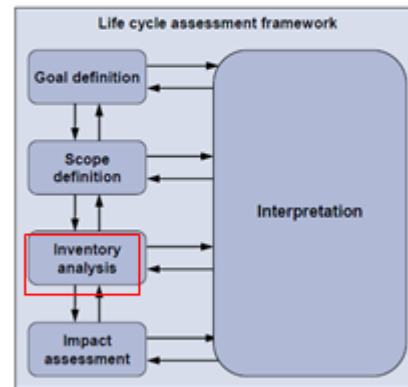 Life cycle assessment framework
Goal definition
Scope
definition
Inventory
analysis
Impact
assessment
Interpretation